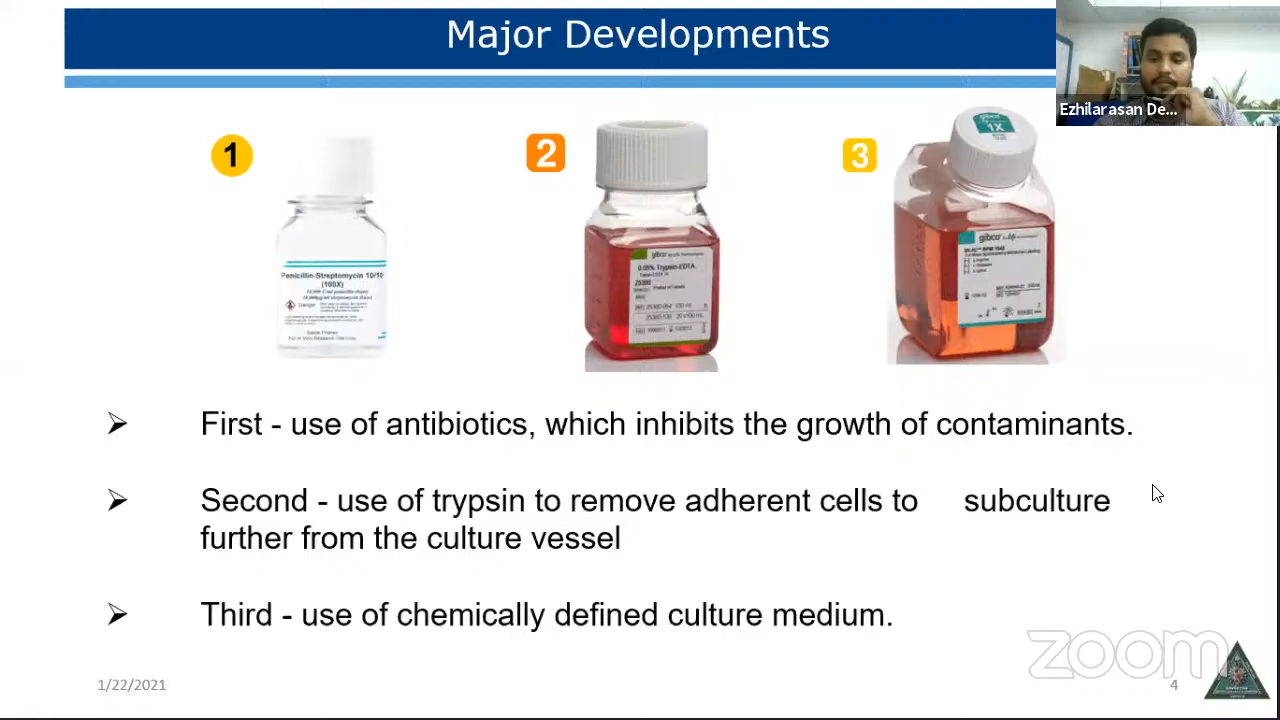 Major Developments
Ezhilarasan De...
1
2
3
1X
Penicillin-Streptomycin 10/10
(100X)
Danger
gibco
0.05% Trypsin-EDTA
25300
gibco
➢ First - use of antibiotics, which inhibits the growth of contaminants.
➢ Second - use of trypsin to remove adherent cells to subculture
further from the culture vessel
➢ Third - use of chemically defined culture medium.
zoom
1/22/2021
4